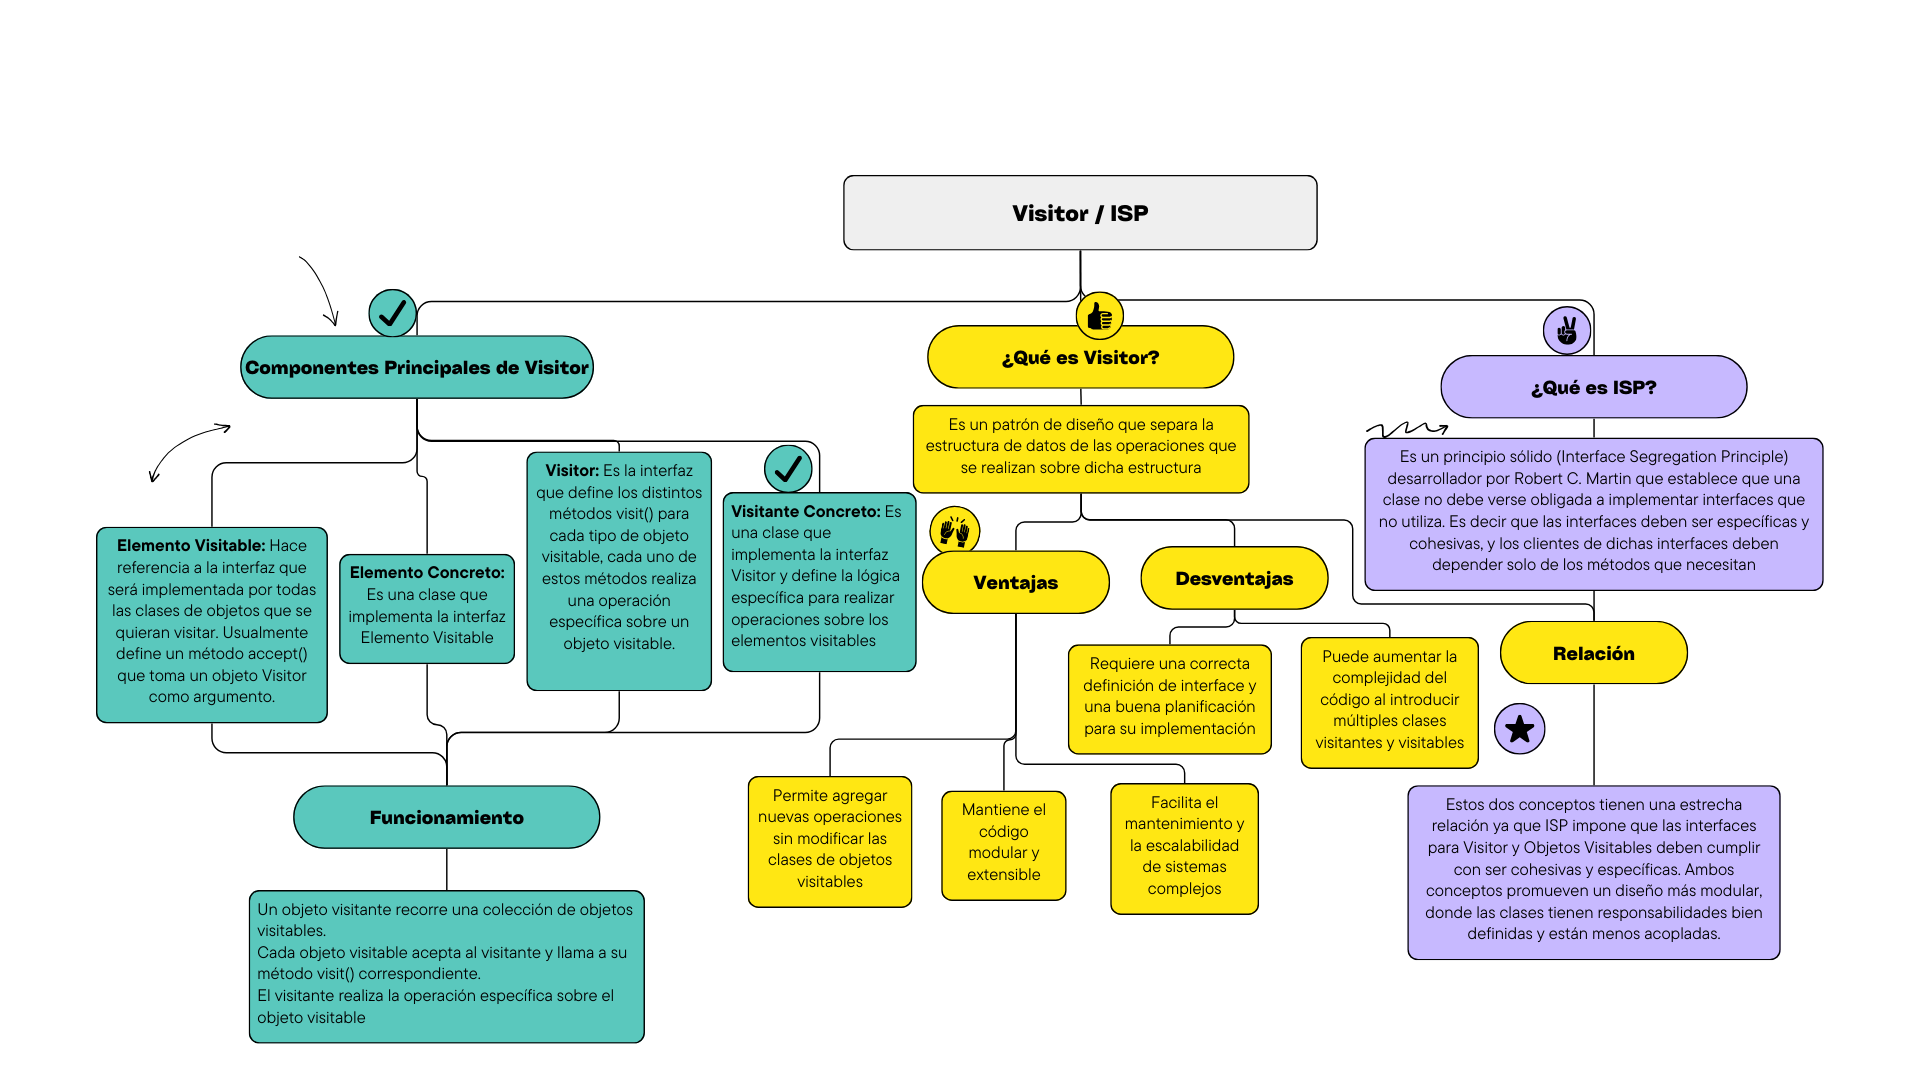 Visitor / ISP
Componentes Principales de Visitor
Elemento Visitable: Hace
referencia a la interfaz que
será implementada por todas
las clases de objetos que se
quieran visitar. Usualmente
define un método accept()
que toma un objeto Visitor
como argumento.
Elemento Concreto:
Es una clase que
implementa la interfaz
Elemento Visitable
Visitor: Es la interfaz
que define los distintos
métodos visit() para
cada tipo de objeto
visitable, cada uno de
estos métodos realiza
una operación
específica sobre un
objeto visitable.
Visitante Concreto: Es
una clase que
implementa la interfaz
Visitor y define la lógica
específica para realizar
operaciones sobre los
elementos visitables
Funcionamiento
Un objeto visitante recorre una colección de objetos
visitables.
Cada objeto visitable acepta al visitante y llama a su
método visit() correspondiente.
El visitante realiza la operación específica sobre el
objeto visitable
¿Qué es Visitor?
Es un patrón de diseño que separa la
estructura de datos de las operaciones que
se realizan sobre dicha estructura
Ventajas
Permite agregar
nuevas operaciones
sin modificar las
clases de objetos
visitables
Mantiene el
código
modular y
extensible
Facilita el
mantenimiento y
la escalabilidad
de sistemas
complejos
Desventajas
Requiere una correcta
definición de interface y
una buena planificación
para su implementación
Puede aumentar la
complejidad del
código al introducir
múltiples clases
visitantes y visitables
¿Qué es ISP?
Es un principio sólido (Interface Segregation Principle)
desarrollador por Robert C. Martin que establece que una
clase no debe verse obligada a implementar interfaces que
no utiliza. Es decir que las interfaces deben ser específicas y
cohesivas, y los clientes de dichas interfaces deben
depender solo de los métodos que necesitan
Relación
Estos dos conceptos tienen una estrecha
relación ya que ISP impone que las interfaces
para Visitor y Objetos Visitables deben cumplir
con ser cohesivas y específicas. Ambos
conceptos promueven un diseño más modular,
donde las clases tienen responsabilidades bien
definidas y están menos acopladas.